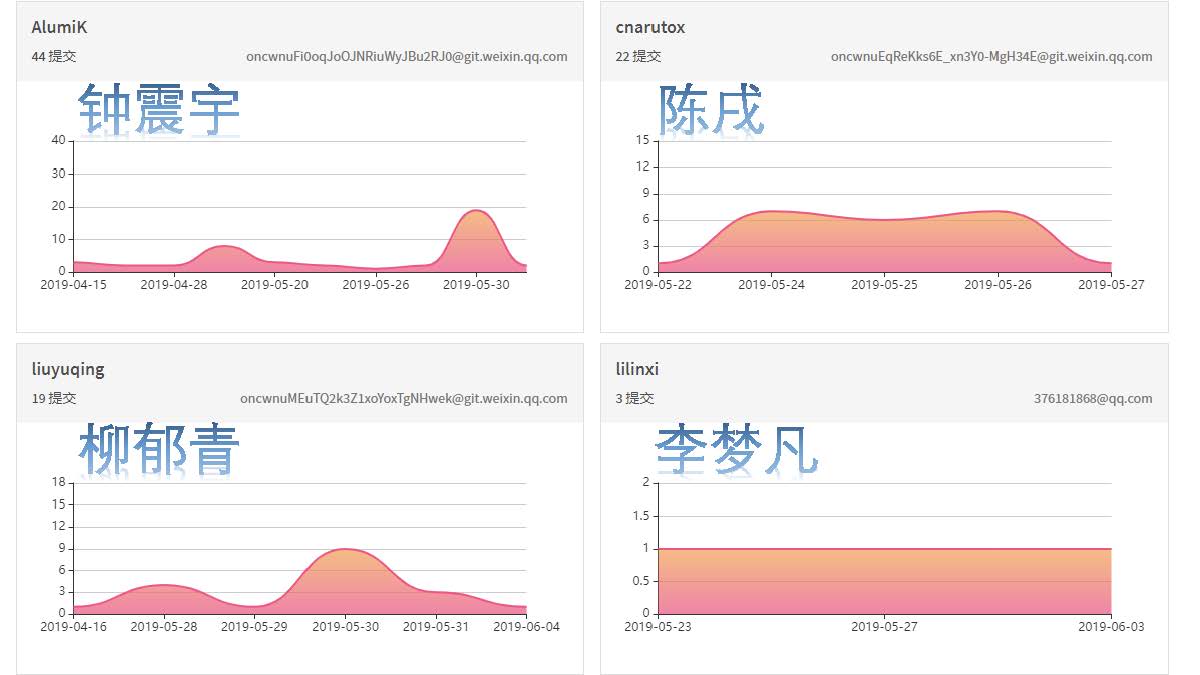 AlumiK
44 提交
oncwnuFi0oqJoOJNRiuWyJBu2RJ0@git.weixin.qq.com
钟震宇
40
30
20
10
0
2019-04-15 2019-04-28 2019-05-20 2019-05-26 2019-05-30
cnarutox
22 提交
oncwnuEqReKks6E_xn3Y0-MgH34E@git.weixin.qq.com
陈戌
15
12
9
6
3
0
2019-05-22 2019-05-24 2019-05-25 2019-05-26 2019-05-27
liuyuqing
19 提交
oncwnuMEuTQ2k3Z1xoYoxTgNHwek@git.weixin.qq.com
柳郁青
18
15
12
9
6
3
0
2019-04-16 2019-05-28 2019-05-29 2019-05-30 2019-05-31 2019-06-04
lilinxi
3 提交
376181868@qq.com
李梦凡
2
1.5
1
0.5
0
2019-05-23 2019-05-27 2019-06-03